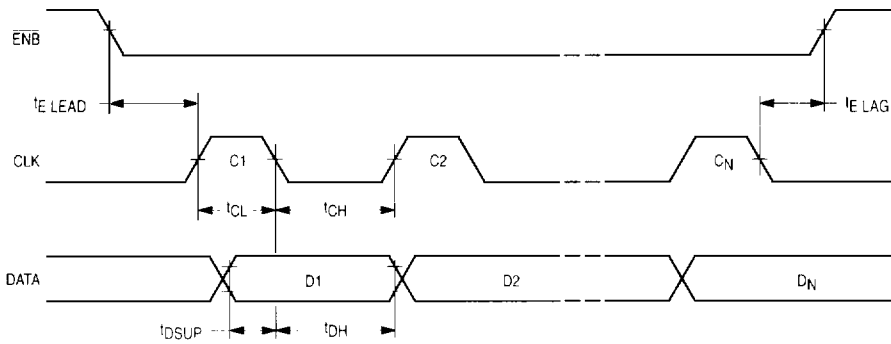 ENB
tE LEAD
tE LAG
CLK
C1
C2
CN
tCL
tCH
DATA
D1
D2
DN
tDSUP
tDH